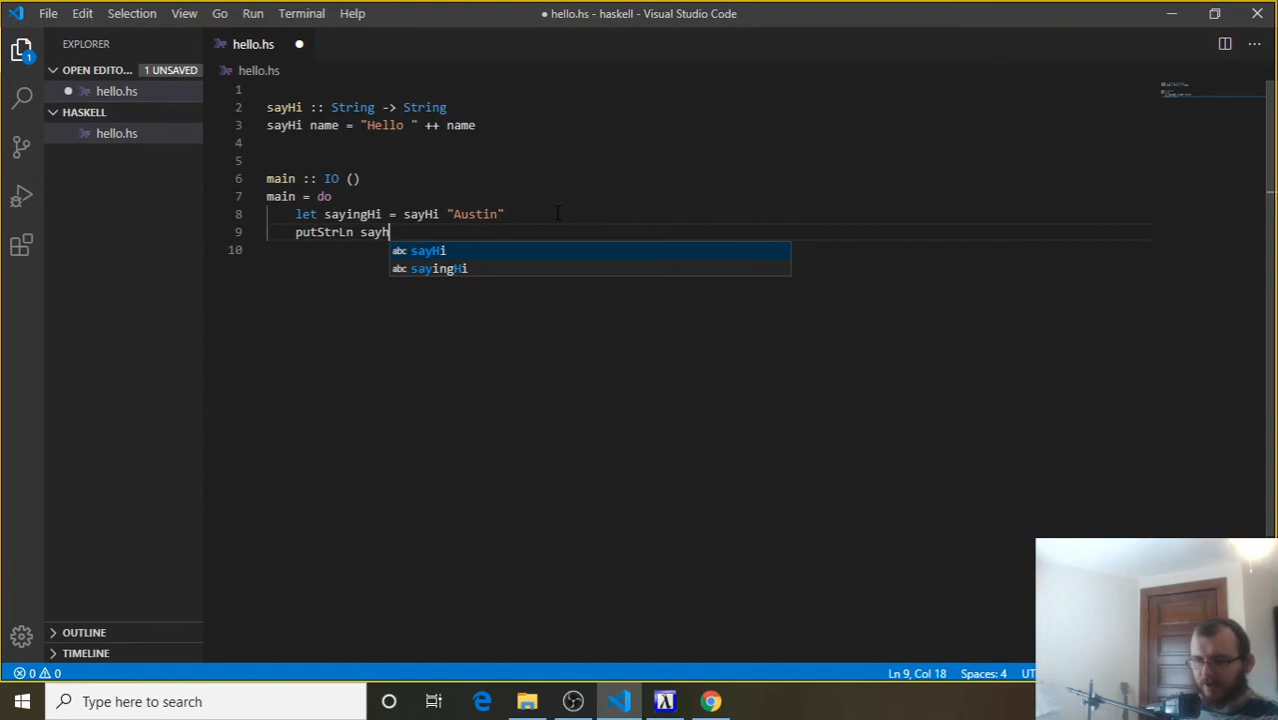 File Edit Selection View Go Run Terminal Help
● hello.hs - haskell - Visual Studio Code
EXPLORER
hello.hs
OPEN EDITO... 1 UNSAVED
hello.hs
hello.hs
HASKELL
hello.hs
1
2 sayHi :: String -> String
3 sayHi name = "Hello " ++ name
4
5
6 main :: IO ()
7 main = do
8 let sayingHi = sayHi "Austin"
9 putStrLn sayh
10
abc sayHi
abc sayingHi
1
OUTLINE
TIMELINE
0 0
Ln 9, Col 18 Spaces: 4 UT
Type here to search